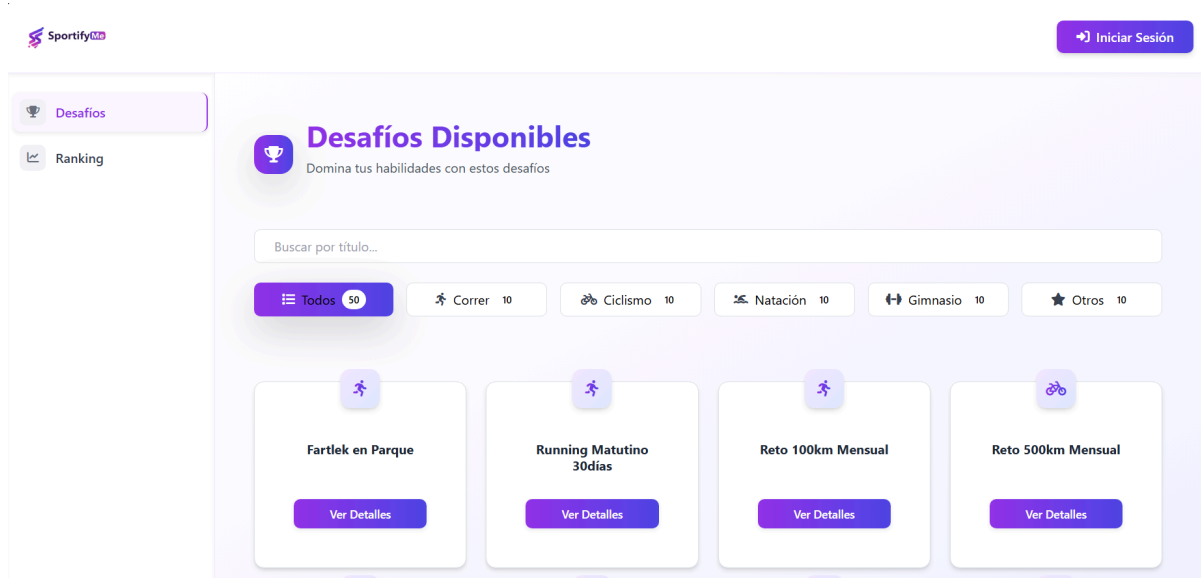 SportifyMe
Iniciar Sesión
Desafíos
Ranking
Desafíos Disponibles
Domina tus habilidades con estos desafíos
Buscar por título...
Todos 50
Correr 10
Ciclismo 10
Natación 10
Gimnasio 10
Otros 10
Fartlek en Parque
Ver Detalles
Running Matutino
30días
Ver Detalles
Reto 100km Mensual
Ver Detalles
Reto 500km Mensual
Ver Detalles